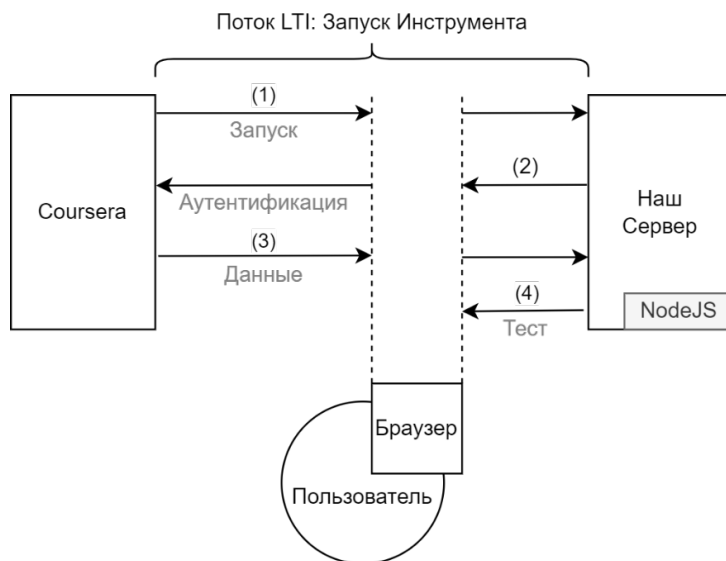 Поток LTI: Запуск Инструмента
(1)
Запуск
(2)
Аутентификация
Coursera
Наш
Сервер
(3)
Данные
(4)
Тест
NodeJS
Браузер
Пользователь